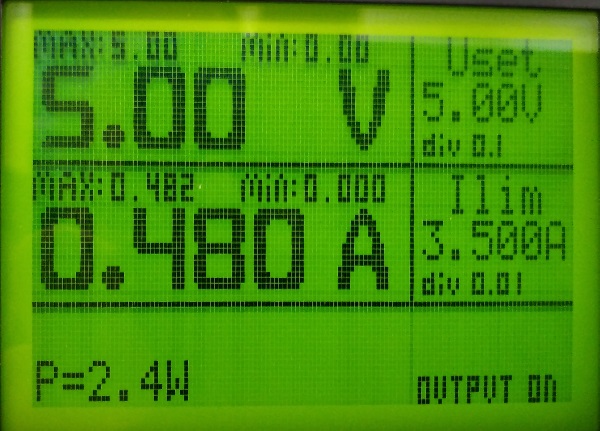 MAX:5.00 Min:0.00
5.00 V
Uset
5.00V
div 0.1
MAX:0.482 Min:0.000
0.480 A
Ilim
3.500A
div 0.01
P=2.4W
OUTPUT ON